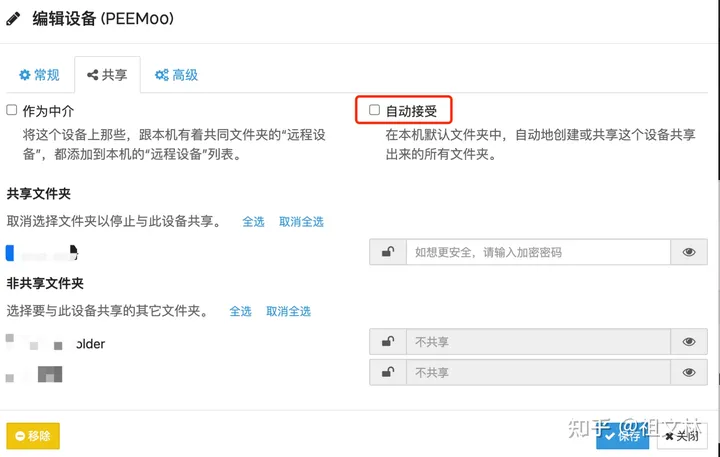 编辑设备 (PEEM00)
常规 共享 高级
作为中介
将这个设备上那些，跟本机有着共同文件夹的“远程设
备”，都添加到本机的“远程设备”列表。
自动接受
在本机默认文件夹中，自动地创建或共享这个设备共享
出来的所有文件夹。
共享文件夹
取消选择文件夹以停止与此设备共享。 全选 取消全选
如想更安全，请输入加密密码
非共享文件夹
选择要与此设备共享的其它文件夹。 全选 取消全选
older 不共享
不共享
移除 保存 关闭
知乎 @祖文林